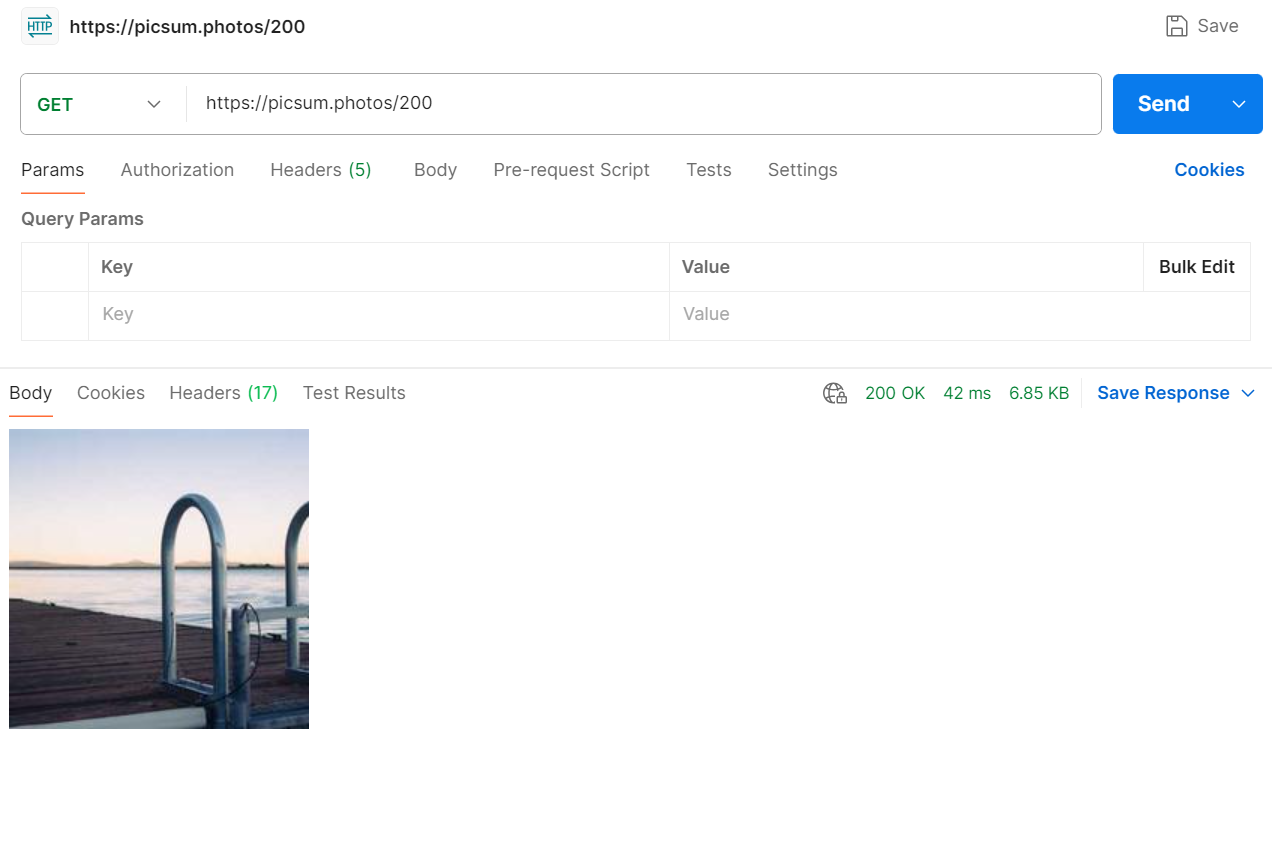 HTTP https://picsum.photos/200 Save
GET https://picsum.photos/200 Send
Params Authorization Headers (5) Body Pre-request Script Tests Settings Cookies
Query Params
Key Value Bulk Edit
Key Value
Body Cookies Headers (17) Test Results 200 OK 42 ms 6.85 KB Save Response